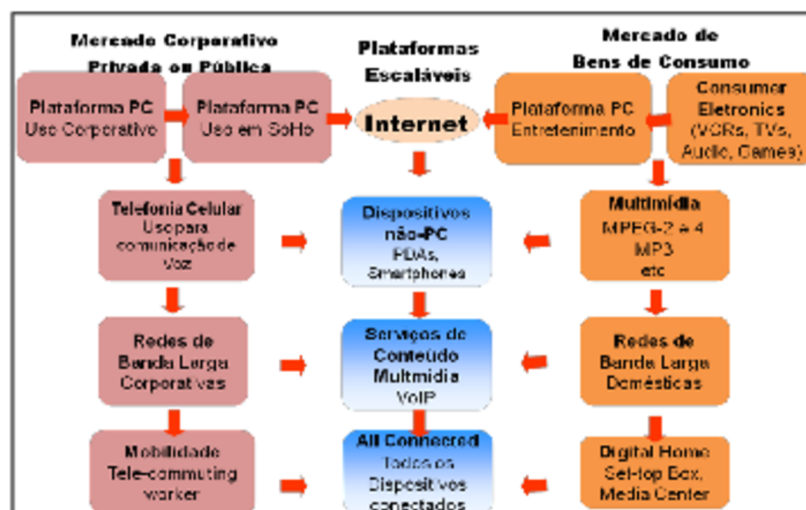 Mercado Corporativo
Privada ou Pública
Plataformas
Escaláveis
Mercado de
Bens de Consumo
Plataforma PC
Uso Corporativo
Plataforma PC
Uso em SoHo
Internet
Plataforma PC
Entretenimento
Consumer
Eletronics
(VCRs, TVs,
Audio, Games)
Telefonia Celular
Uso para
comunicação de
Voz
Dispositivos
não-PC
PDAs,
Smartphones
Multimídia
MPEG-2 e 4
MP3
etc
Redes de
Banda Larga
Corporativas
Serviços de
Conteúdo
Multmidia
VoIP
Redes de
Banda Larga
Domésticas
Mobilidade
Tele-commuting
worker
All Connected
Todos os
Dispositivos
conectados
Digital Home
Set-top Box,
Media Center